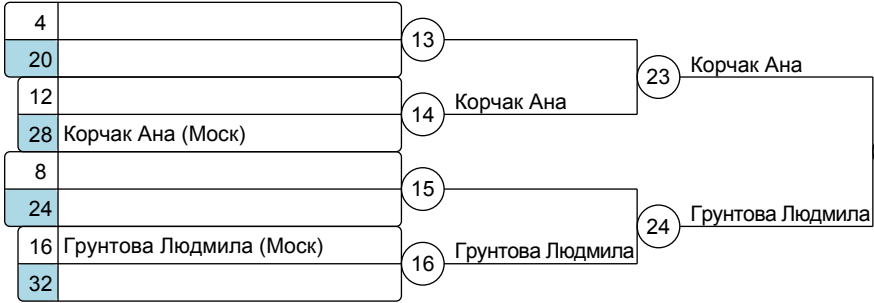 4
13
20
23 Корчак Ана
12
14 Корчак Ана
28 Корчак Ана (Моск)
8
15
24
24 Грунтова Людмила
16 Грунтова Людмила (Моск)
16 Грунтова Людмила
32